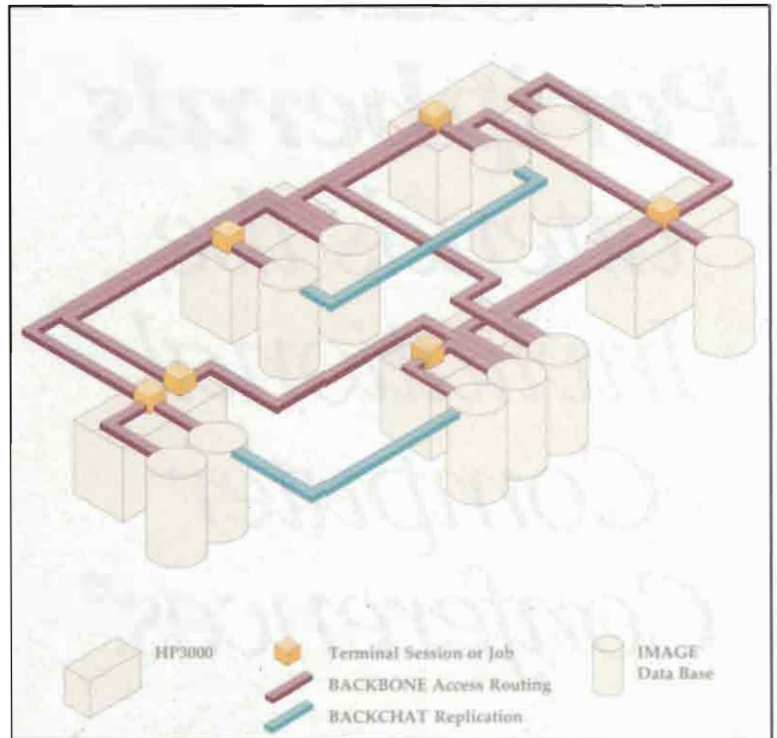 HP3000
Terminal Session or Job
BACKBONE Access Routing
BACKCHAT Replication
IMAGE
Data Base